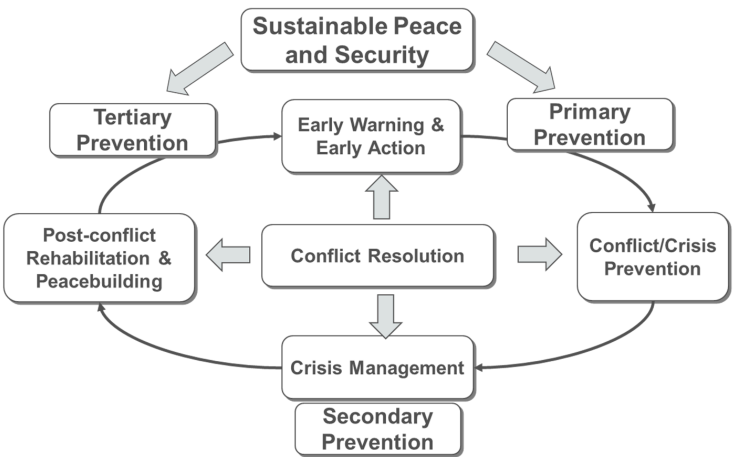 Sustainable Peace
and Security
Tertiary
Prevention
Early Warning &
Early Action
Primary
Prevention
Post-conflict
Rehabilitation &
Peacebuilding
Conflict Resolution
Conflict/Crisis
Prevention
Crisis Management
Secondary
Prevention